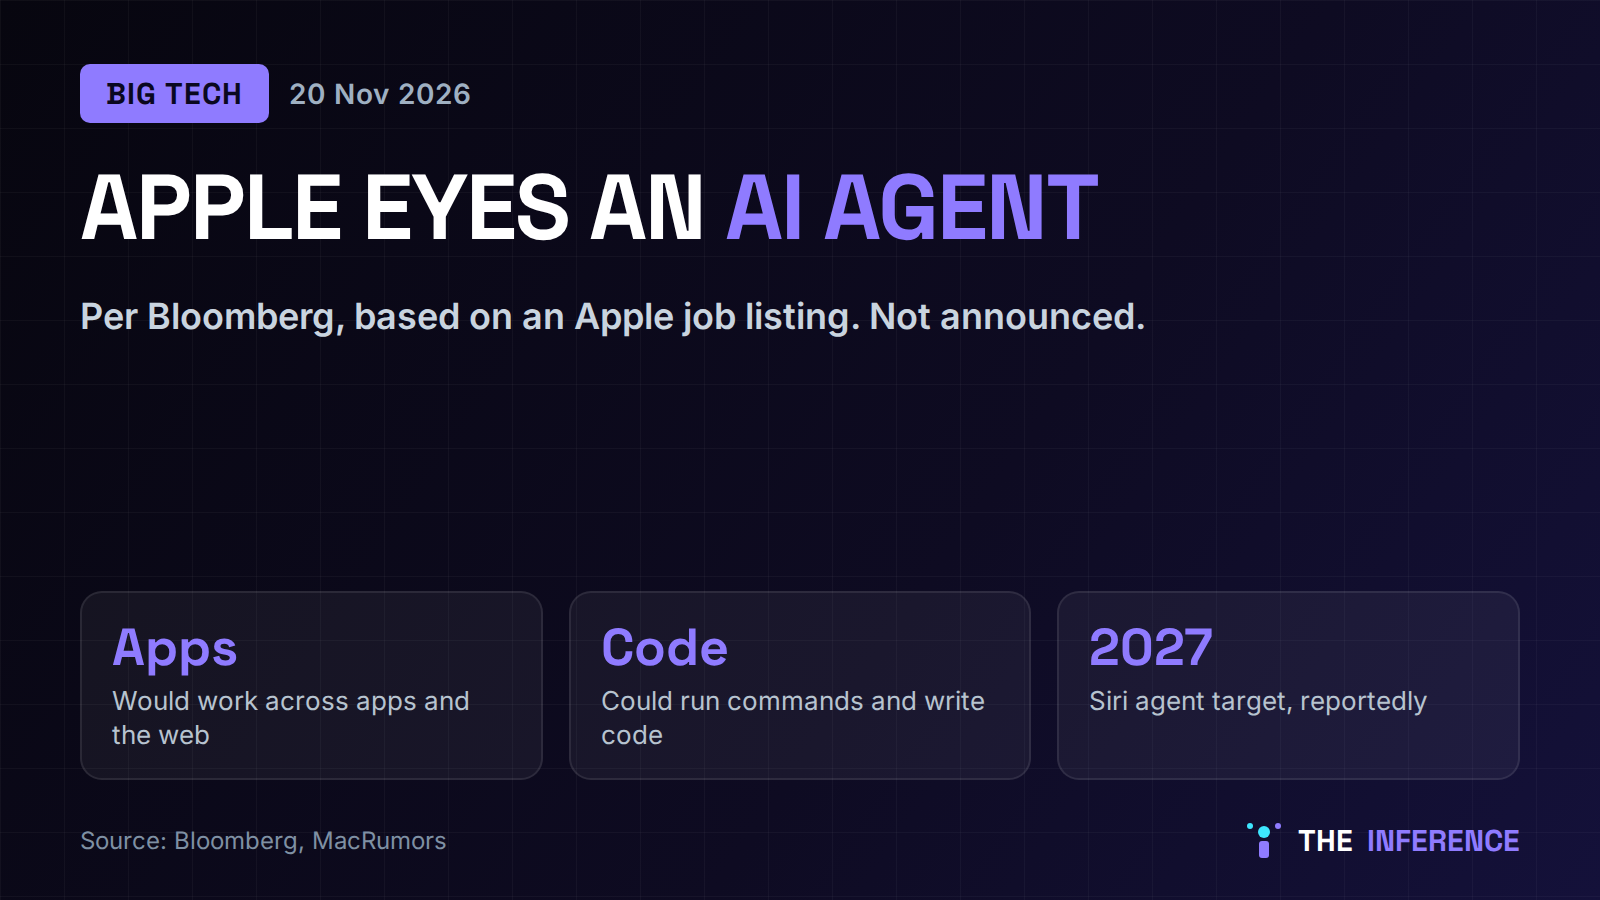 BIG TECH
20 Nov 2026
APPLE EYES AN AI AGENT
Per Bloomberg, based on an Apple job listing. Not announced.
Apps
Would work across apps and
the web
Code
Could run commands and write
code
2027
Siri agent target, reportedly
Source: Bloomberg, MacRumors
THE INFERENCE